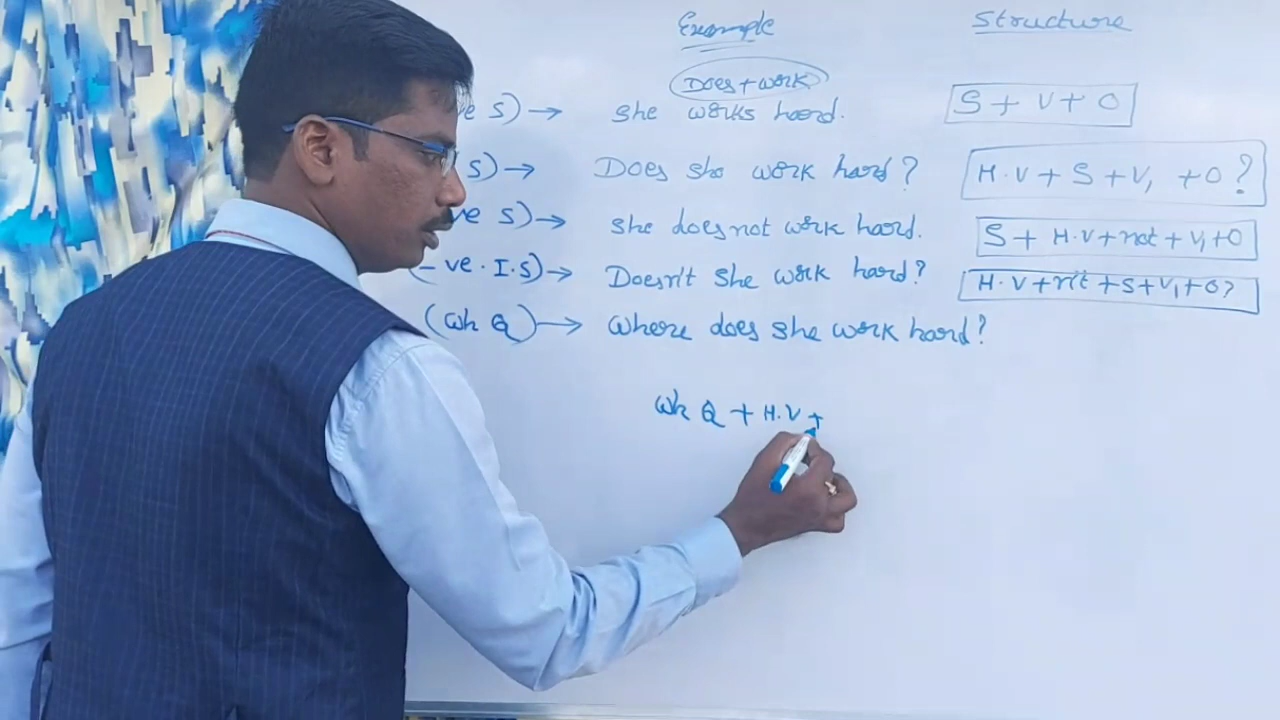 Example Structure
Does + work
ve S) → she works hard. S + V + O
S) → Does she work hard? H.V + S + V₁ + O?
ve S) → she does not work hard. S + H.V + not + V₁ + O
(-ve. I.S) → Doesn't she work hard? H.V + n't + S + V₁ + O?
(Wh Q) → Where does she work hard?
Wh Q + H.V +